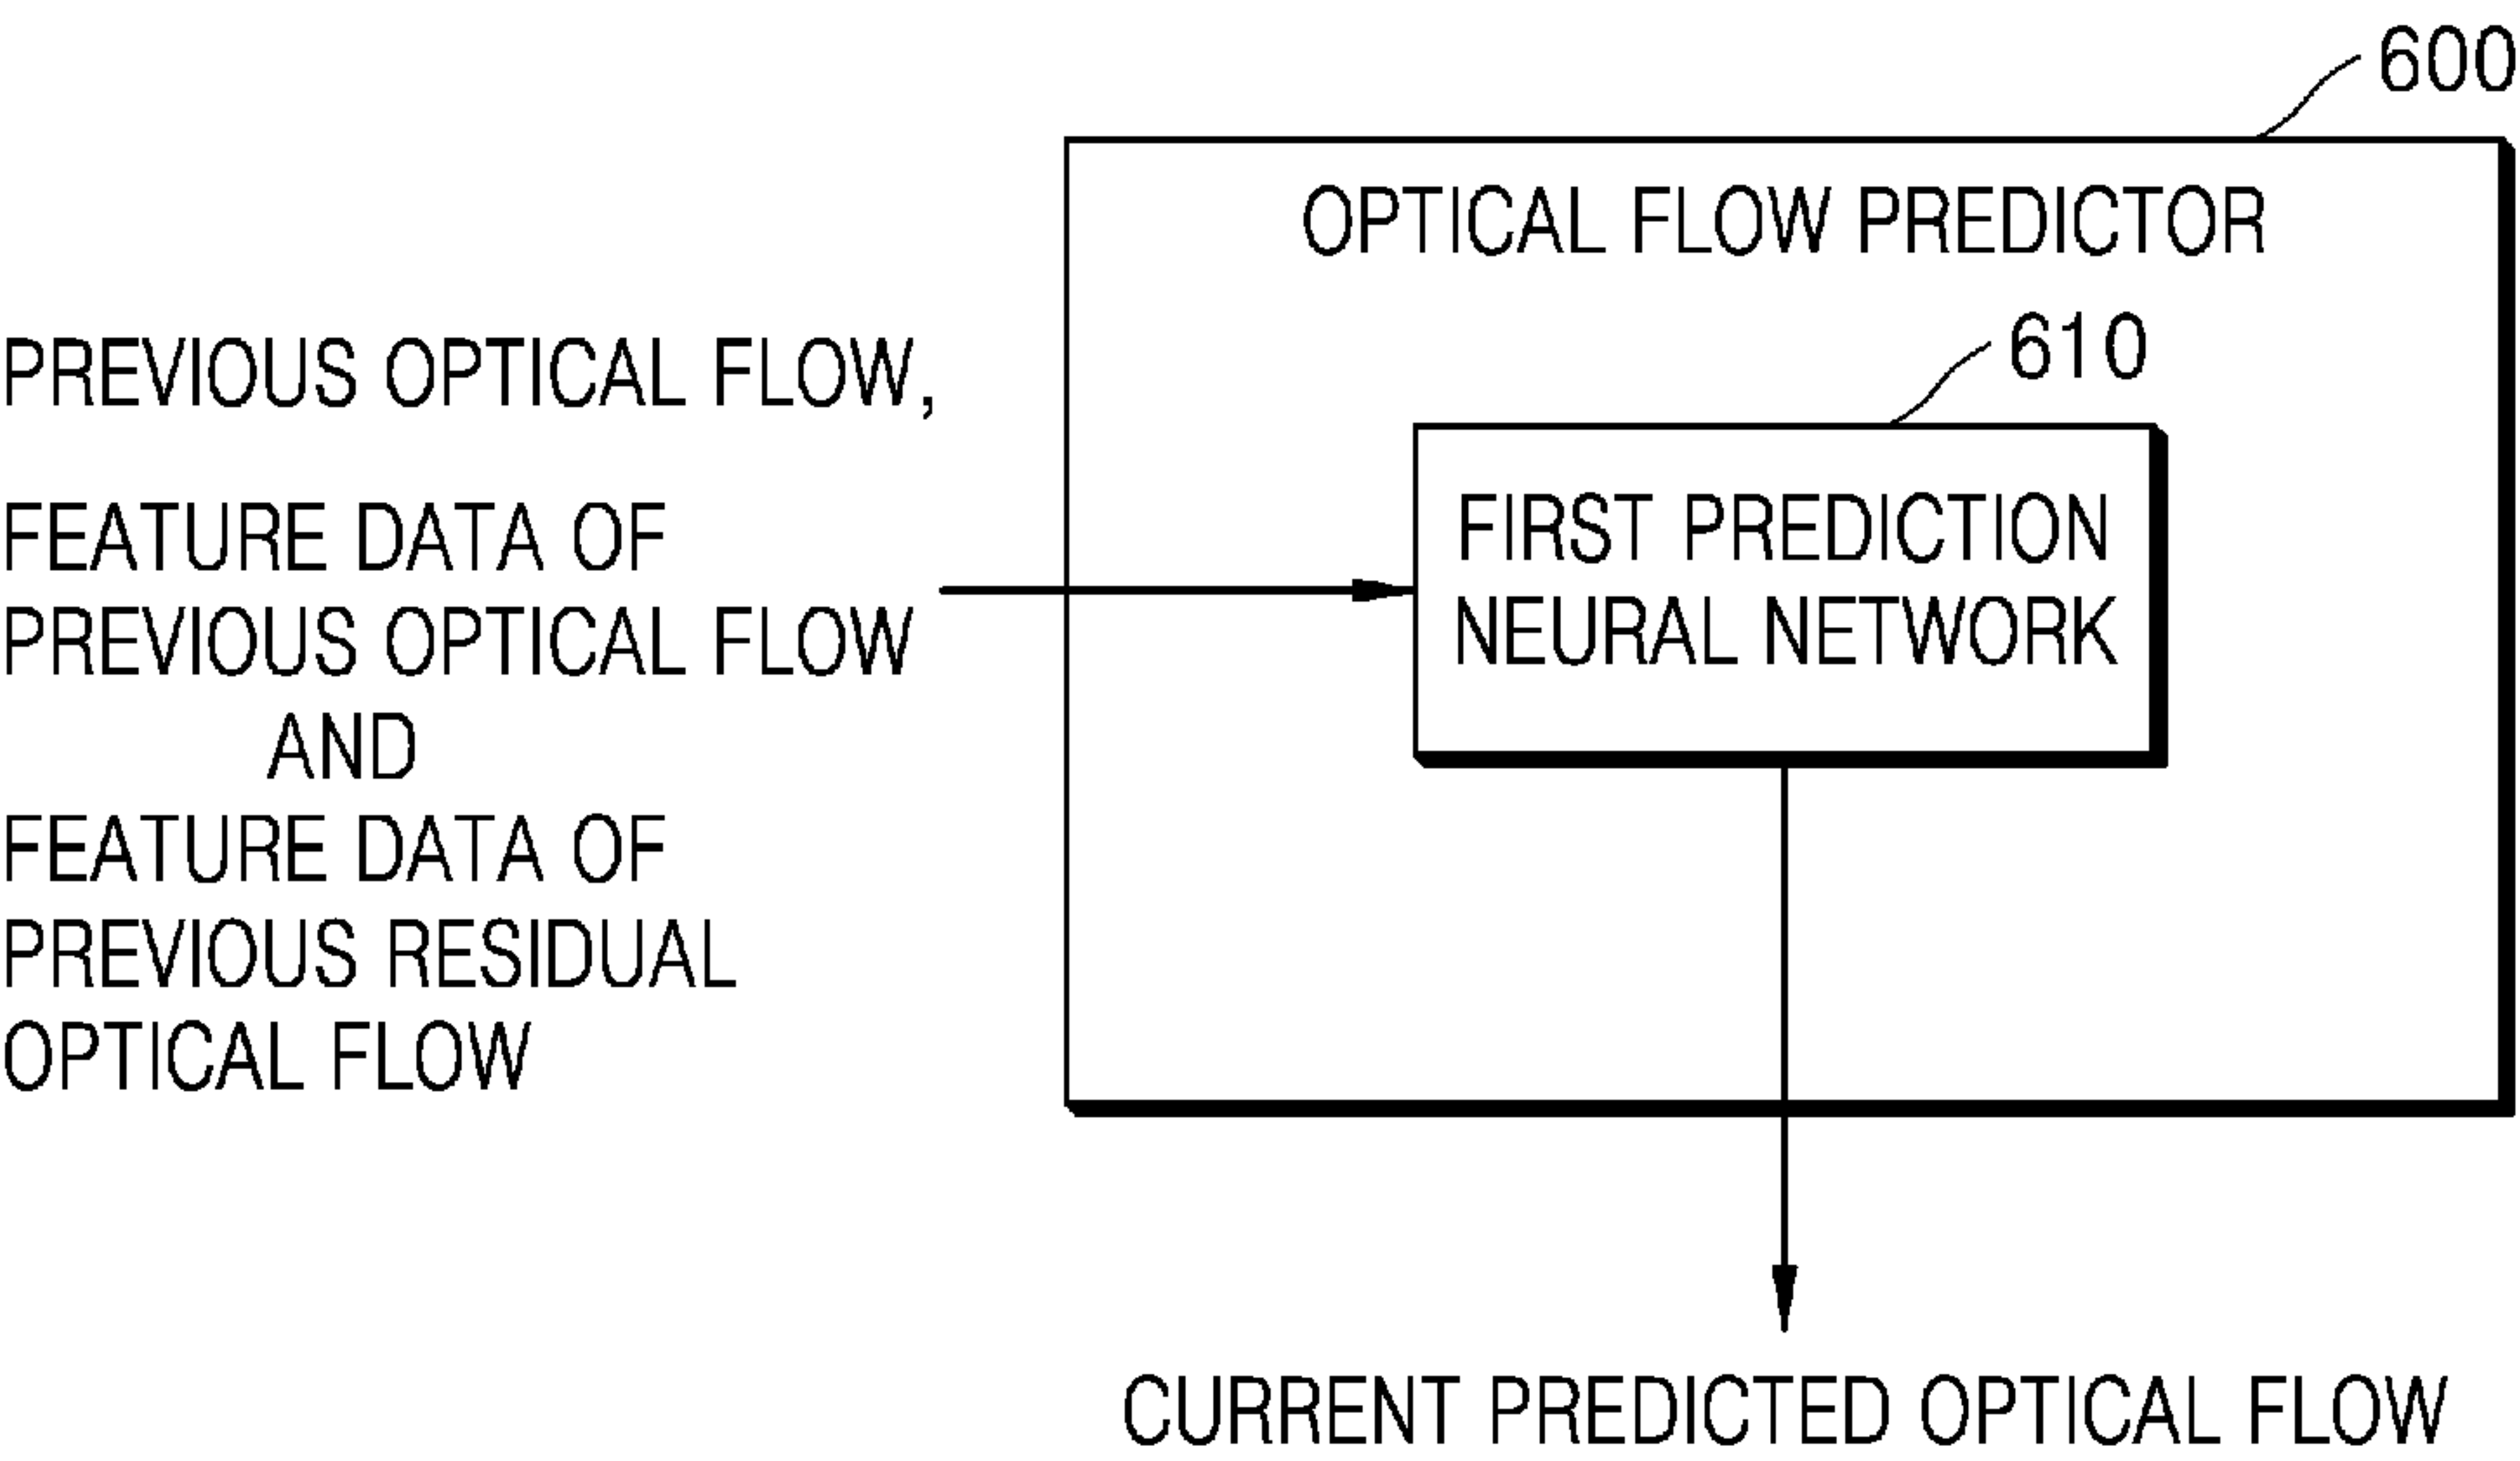 600
OPTICAL FLOW PREDICTOR
610
PREVIOUS OPTICAL FLOW,
FEATURE DATA OF
PREVIOUS OPTICAL FLOW
AND
FEATURE DATA OF
PREVIOUS RESIDUAL
OPTICAL FLOW
FIRST PREDICTION
NEURAL NETWORK
CURRENT PREDICTED OPTICAL FLOW